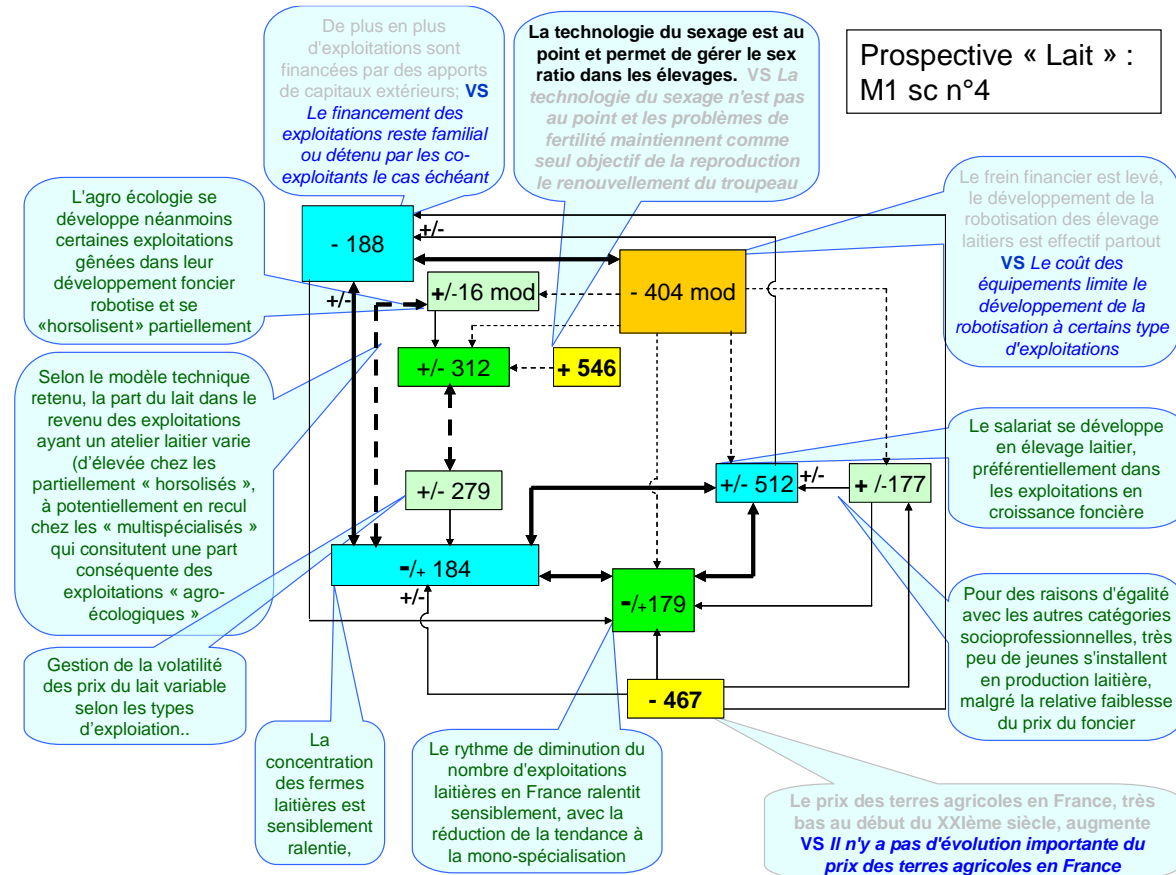 De plus en plus
d'exploitations sont
financées par des apports
de capitaux extérieurs; VS
Le financement des
exploitations reste familial
ou détenu par les co-
exploitants le cas échéant
La technologie du sexage est au
point et permet de gérer le sex
ratio dans les élevages. VS La
technologie du sexage n'est pas
au point et les problèmes de
fertilité maintiennent comme
seul objectif de la reproduction
le renouvellement du troupeau
Prospective « Lait » :
M1 sc n°4
L'agro écologie se
développe néanmoins
certaines exploitations
gênées dans leur
développement foncier
robotise et se
«horsolisent» partiellement
Le frein financier est levé,
le développement de la
robotisation des élevage
laitiers est effectif partout
VS Le coût des
équipements limite le
développement de la
robotisation à certains type
d'exploitations
- 188
+/-
+/-
+/-16 mod
- 404 mod
+/- 312
+ 546
Selon le modèle technique
retenu, la part du lait dans le
revenu des exploitations
ayant un atelier laitier varie
(d'élevée chez les
partiellement « horsolisés »,
à potentiellement en recul
chez les « multispécialisés »
qui consitutent une part
conséquente des
exploitations « agro-
écologiques »
+/- 279
+/- 512
+/-
+ /-177
Le salariat se développe
en élevage laitier,
préférentiellement dans
les exploitations en
croissance foncière
-/+ 184
+/-
-/+179
- 467
Pour des raisons d'égalité
avec les autres catégories
socioprofessionnelles, très
peu de jeunes s'installent
en production laitière,
malgré la relative faiblesse
du prix du foncier
Gestion de la volatilité
des prix du lait variable
selon les types
d'exploiation..
La
concentration
des fermes
laitières est
sensiblement
ralentie,
Le rythme de diminution du
nombre d'exploitations
laitières en France ralentit
sensiblement, avec la
réduction de la tendance à
la mono-spécialisation
Le prix des terres agricoles en France, très
bas au début du XXIème siècle, augmente
VS Il n'y a pas d'évolution importante du
prix des terres agricoles en France